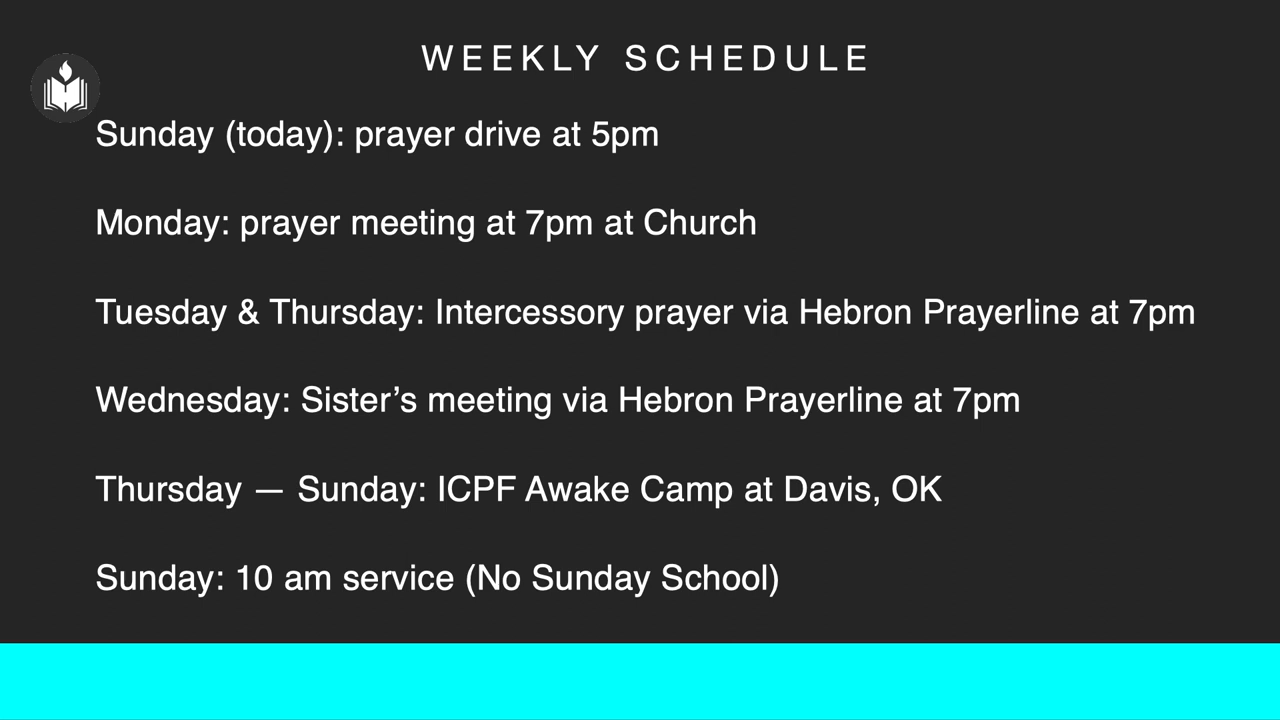 WEEKLY SCHEDULE
Sunday (today): prayer drive at 5pm
Monday: prayer meeting at 7pm at Church
Tuesday & Thursday: Intercessory prayer via Hebron Prayerline at 7pm
Wednesday: Sister’s meeting via Hebron Prayerline at 7pm
Thursday — Sunday: ICPF Awake Camp at Davis, OK
Sunday: 10 am service (No Sunday School)